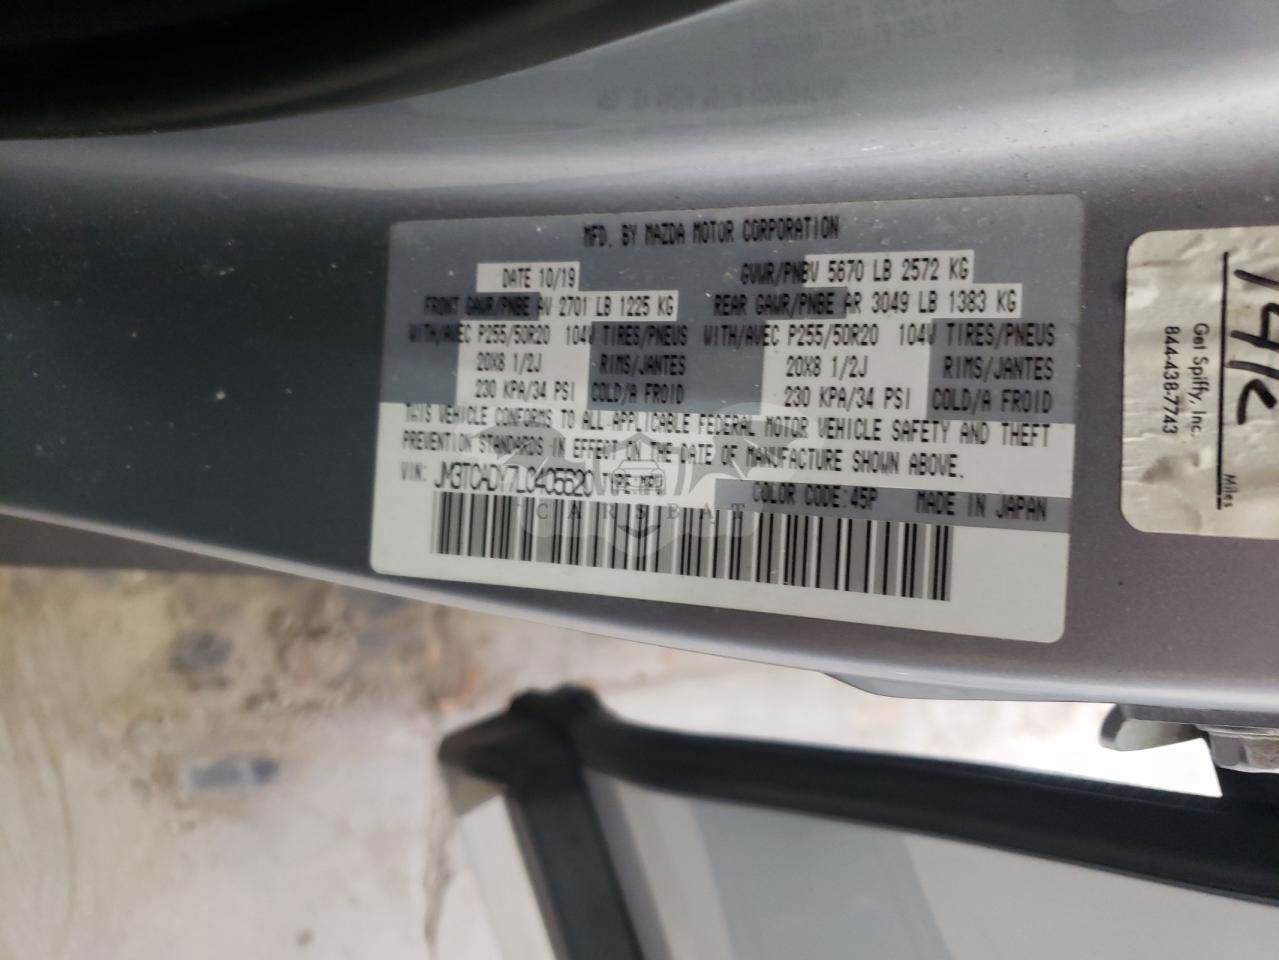 MFD. BY MAZDA MOTOR CORPORATION
DATE 10/19 GVWR/PNBV 5670 LB 2572 KG
FRONT GAWR/PNBE AV 2701 LB 1225 KG REAR GAWR/PNBE AR 3049 LB 1383 KG
WITH/AVEC P255/50R20 104V TIRES/PNEUS WITH/AVEC P255/50R20 104V TIRES/PNEUS
20X8 1/2J RIMS/JANTES 20X8 1/2J RIMS/JANTES
230 KPA/34 PSI COLD/A FROID 230 KPA/34 PSI COLD/A FROID
THIS VEHICLE CONFORMS TO ALL APPLICABLE FEDERAL MOTOR VEHICLE SAFETY AND THEFT
PREVENTION STANDARDS IN EFFECT ON THE DATE OF MANUFACTURE SHOWN ABOVE.
VIN: JM3TCADY7L0405620 TYPE:MPV
COLOR CODE:45P MADE IN JAPAN
CARSBAT
Get Spiffy, Inc.
844-438-7743
Miles